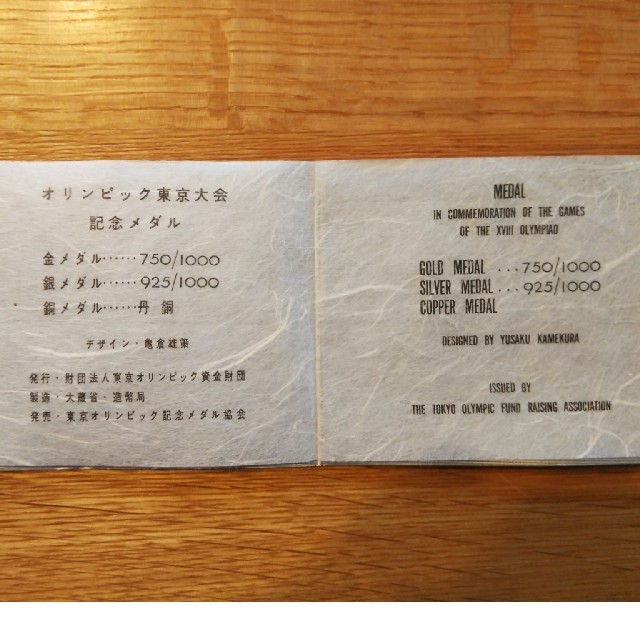 オリンピック東京大会
記念メダル
金メダル……750/1000
銀メダル……925/1000
銅メダル……丹銅
デザイン・亀倉雄策
発行・財団法人東京オリンピック資金財団
製造・大蔵省・造幣局
発売・東京オリンピック記念メダル協会
MEDAL
IN COMMEMORATION OF THE GAMES
OF THE XVIII OLYMPIAD
GOLD MEDAL ...750/1000
SILVER MEDAL...925/1000
COPPER MEDAL
DESIGNED BY YUSAKU KAMEKURA
ISSUED BY
THE TOKYO OLYMPIC FUND RAISING ASSOCIATION